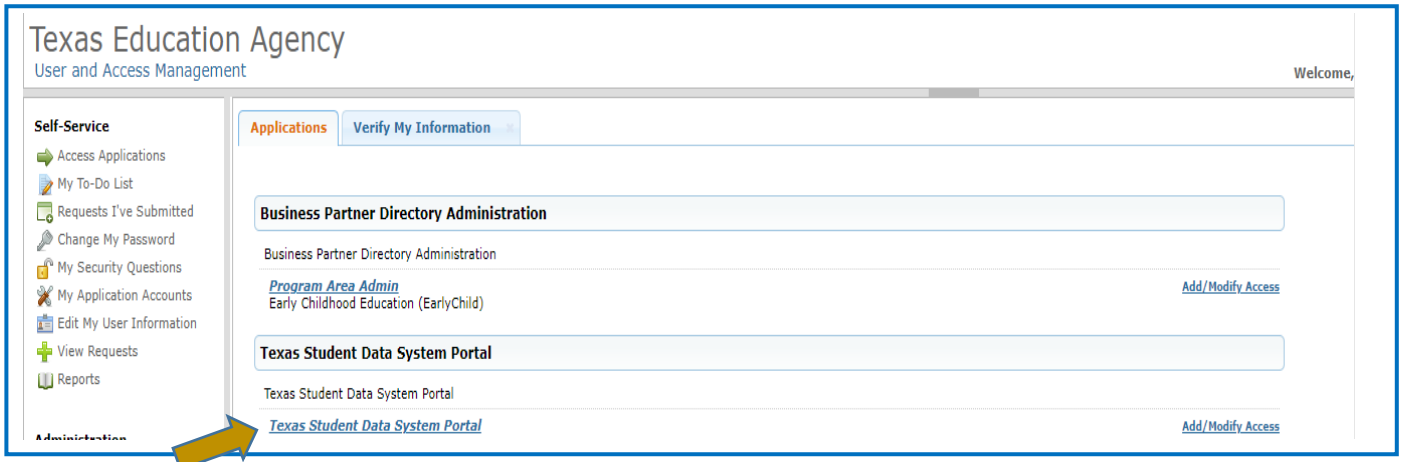 Texas Education Agency
User and Access Management
Welcome,
Self-Service
Access Applications
My To-Do List
Requests I've Submitted
Change My Password
My Security Questions
My Application Accounts
Edit My User Information
View Requests
Reports
Administration
Applications
Verify My Information
Business Partner Directory Administration
Business Partner Directory Administration
Program Area Admin
Add/Modify Access
Early Childhood Education (EarlyChild)
Texas Student Data System Portal
Texas Student Data System Portal
Texas Student Data System Portal
Add/Modify Access